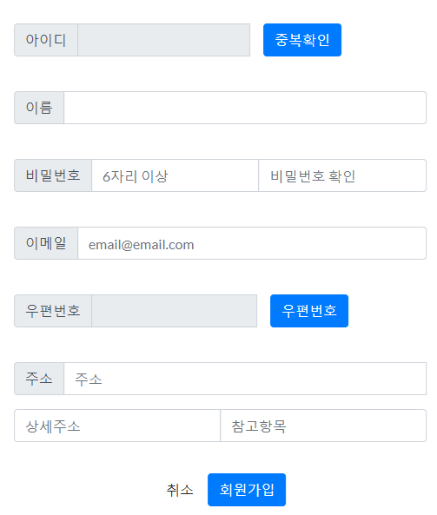 아이디 중복확인
이름
비밀번호 6자리 이상 비밀번호 확인
이메일 email@email.com
우편번호 우편번호
주소 주소
상세주소 참고항목
취소 회원가입